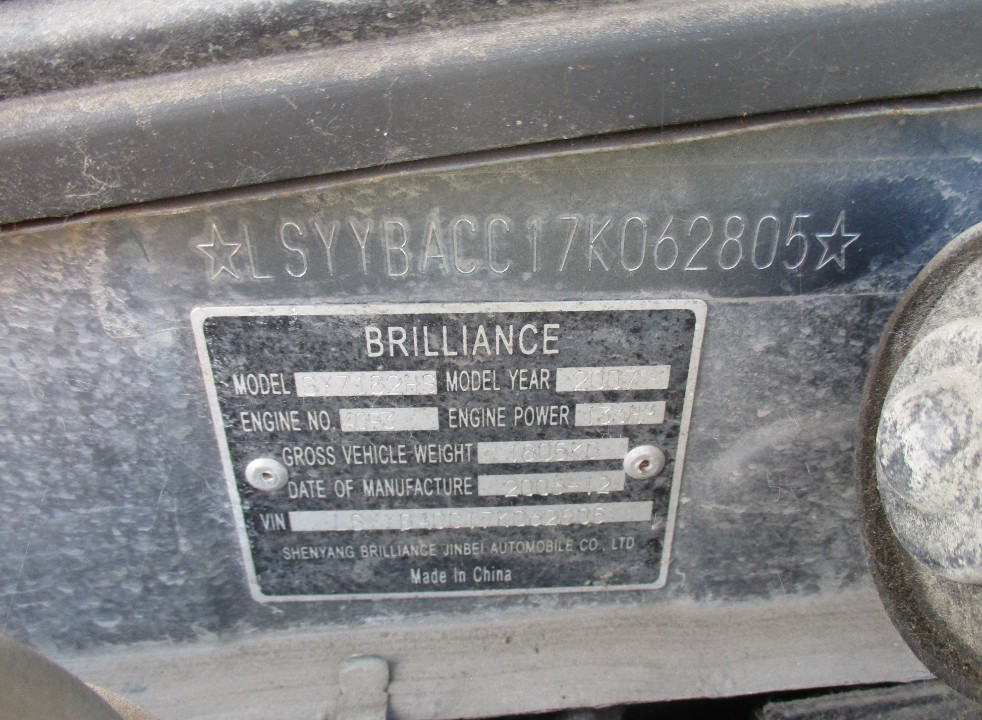 ☆LSYYBACC17K062805☆
BRILLIANCE
MODEL MODEL YEAR 2007
ENGINE NO. ENGINE POWER
GROSS VEHICLE WEIGHT
DATE OF MANUFACTURE
VIN
SHENYANG BRILLIANCE JINBEI AUTOMOBILE CO., LTD
Made In China